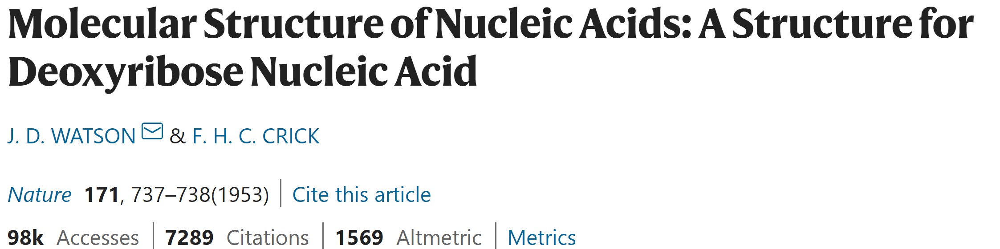 Molecular Structure of Nucleic Acids: A Structure for
Deoxyribose Nucleic Acid
J. D. WATSON & F. H. C. CRICK
Nature 171, 737–738(1953) | Cite this article
98k Accesses | 7289 Citations | 1569 Altmetric | Metrics